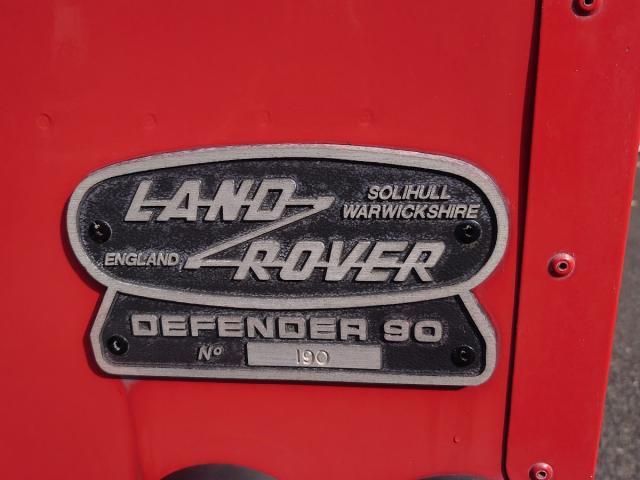 LAND
SOLIHULL
WARWICKSHIRE
ENGLAND
ROVER
DEFENDER 90
Nº 190